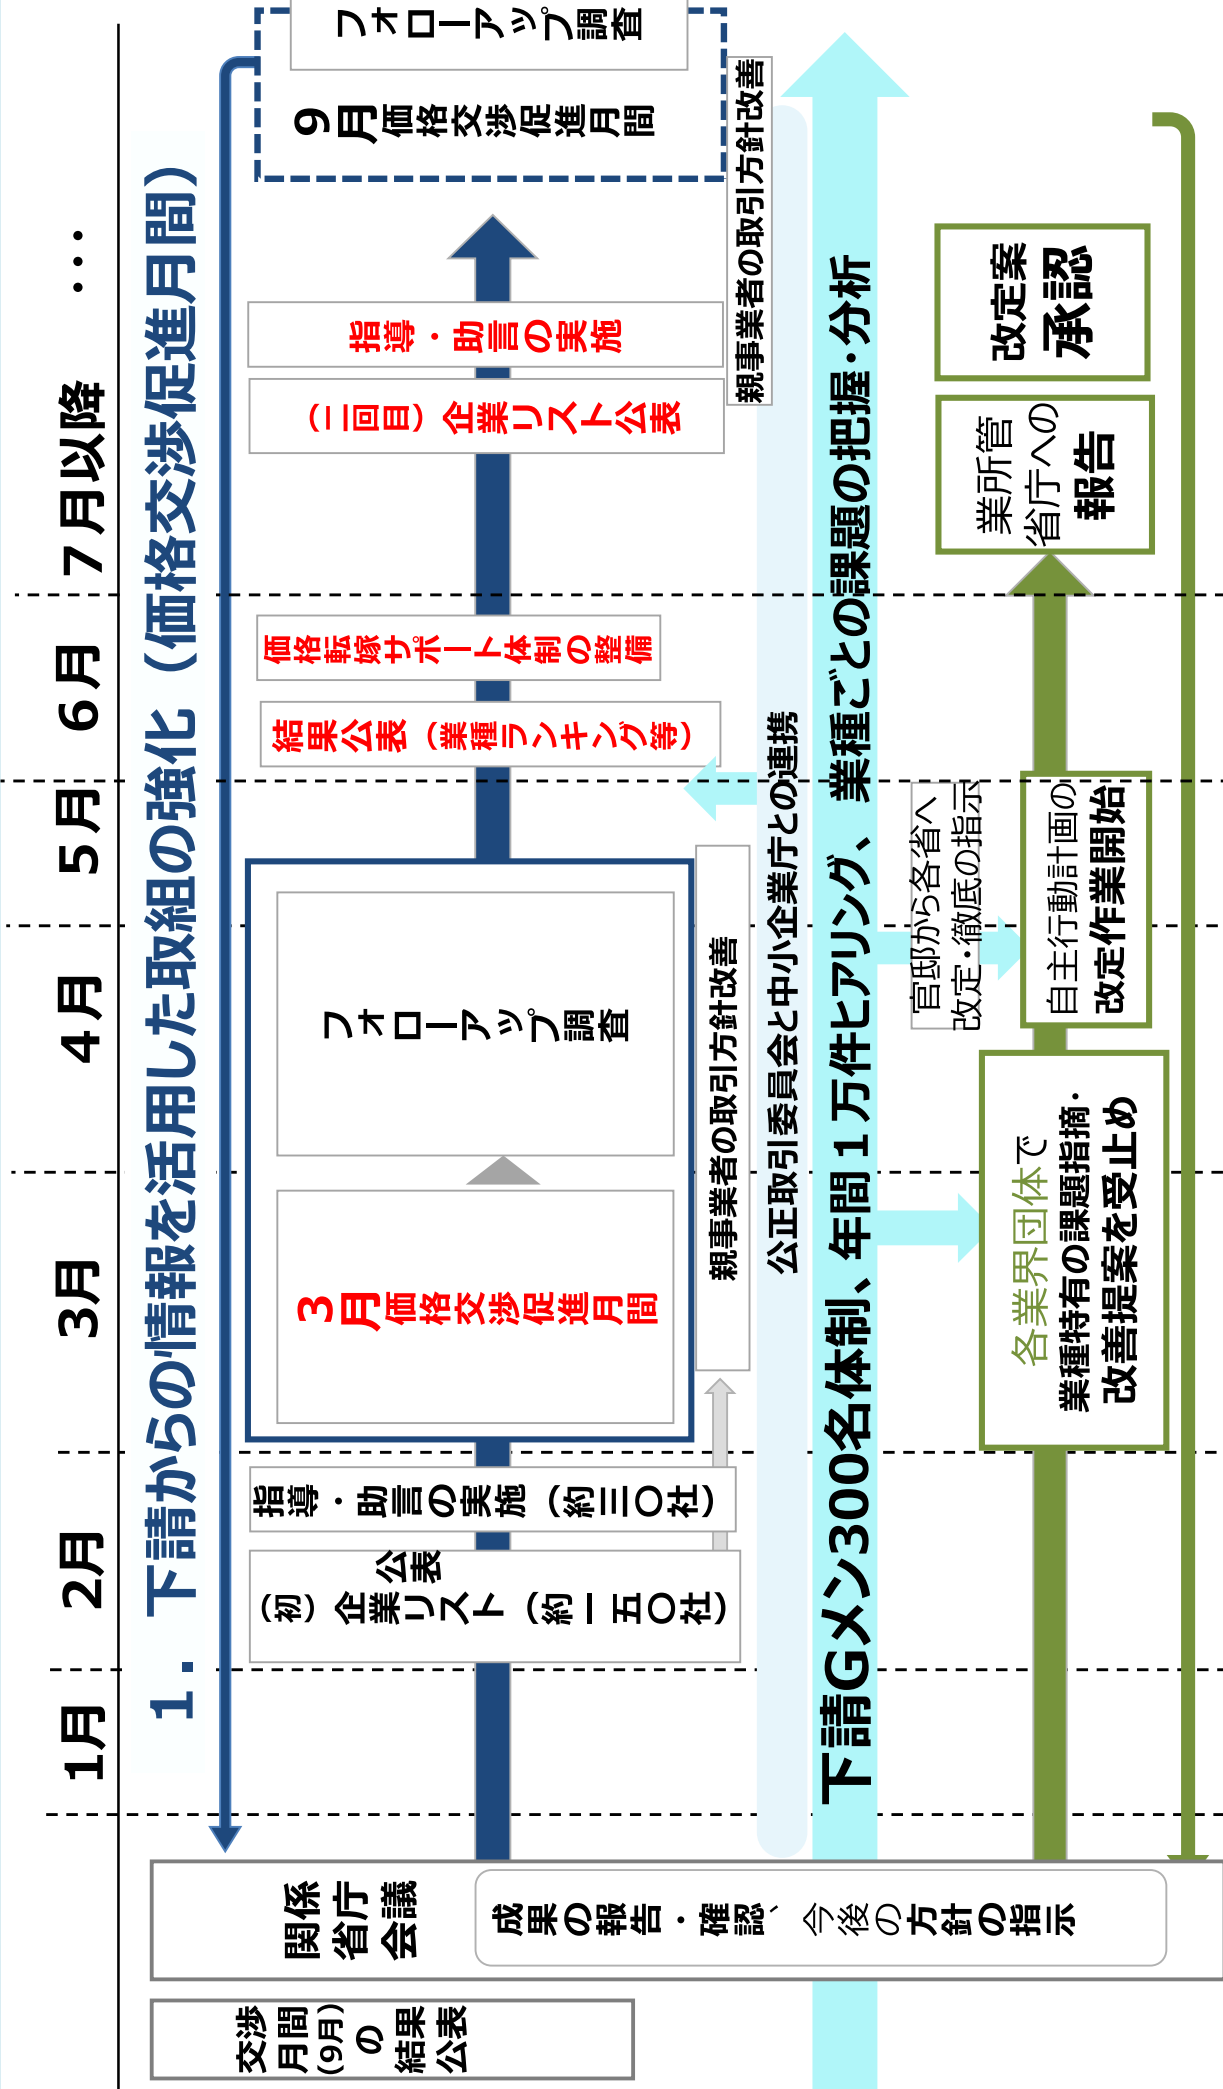 1月
2月
3月
4月
5月
6月
7月以降
・・・
1．下請からの情報を活用した取組の強化（価格交渉促進月間）
交渉
月間
(9月)
の
結果
公表
関係
省庁
会議
成果の報告・確認、今後の方針の指示
（初）企業リスト（約一五〇社）
公表
指導・助言の実施（約三〇社）
3月価格交渉促進月間
フォローアップ調査
親事業者の取引方針改善
結果公表（業種ランキング等）
価格転嫁サポート体制の整備
（二回目）企業リスト公表
指導・助言の実施
9月価格交渉促進月間
フォローアップ調査
親事業者の取引方針改善
公正取引委員会と中小企業庁との連携
下請Gメン300名体制、年間1万件ヒアリング、業種ごとの課題の把握・分析
各業界団体で
業種特有の課題指摘・
改善提案を受止め
官邸から各省へ
改定・徹底の指示
自主行動計画の
改定作業開始
業所管
省庁への
報告
改定案
承認